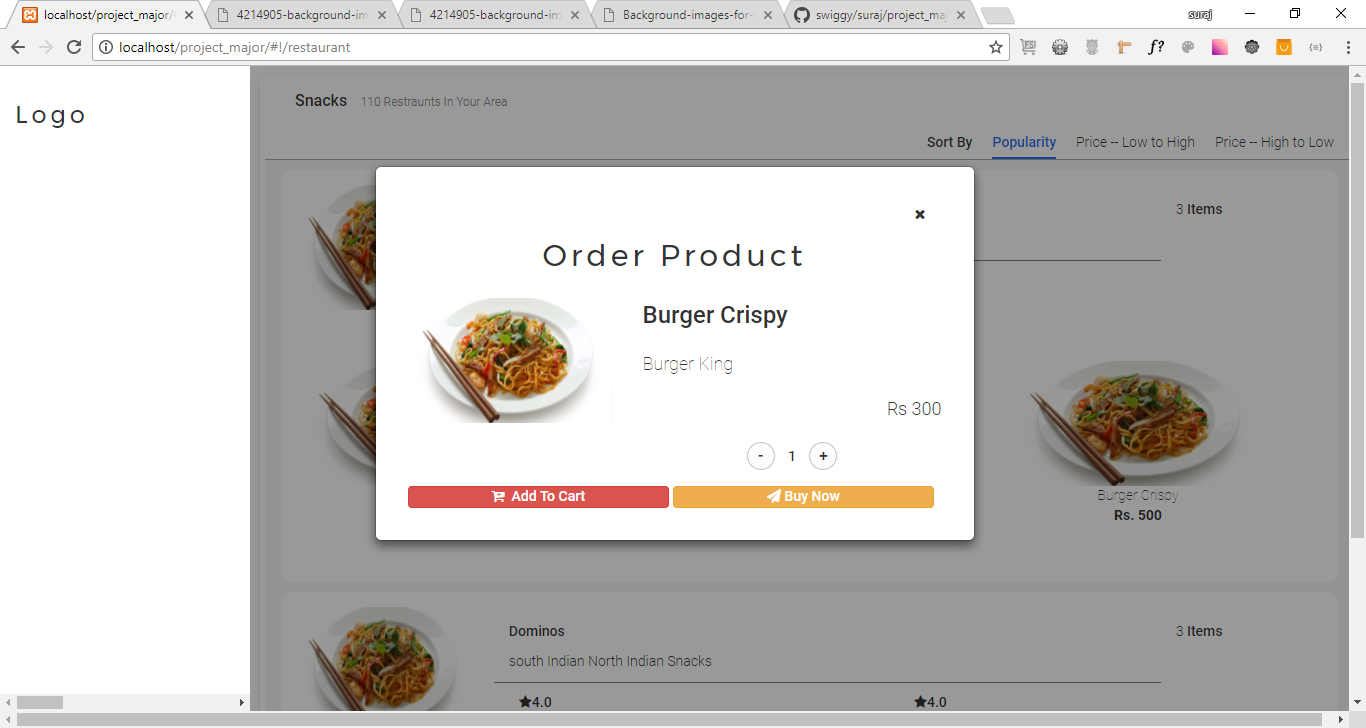 localhost/project_major/
4214905-background-im
4214905-background-im
Background-images-for-
swiggy/suraj/project_ma
suraj
localhost/project_major/#!/restaurant
f?
Logo
Snacks 110 Restraunts In Your Area
Sort By Popularity Price -- Low to High Price -- High to Low
3 Items
Order Product
Burger Crispy
Burger King
Rs 300
- 1 +
Add To Cart Buy Now
Burger Crispy
Rs. 500
Dominos 3 Items
south Indian North Indian Snacks
4.0 4.0